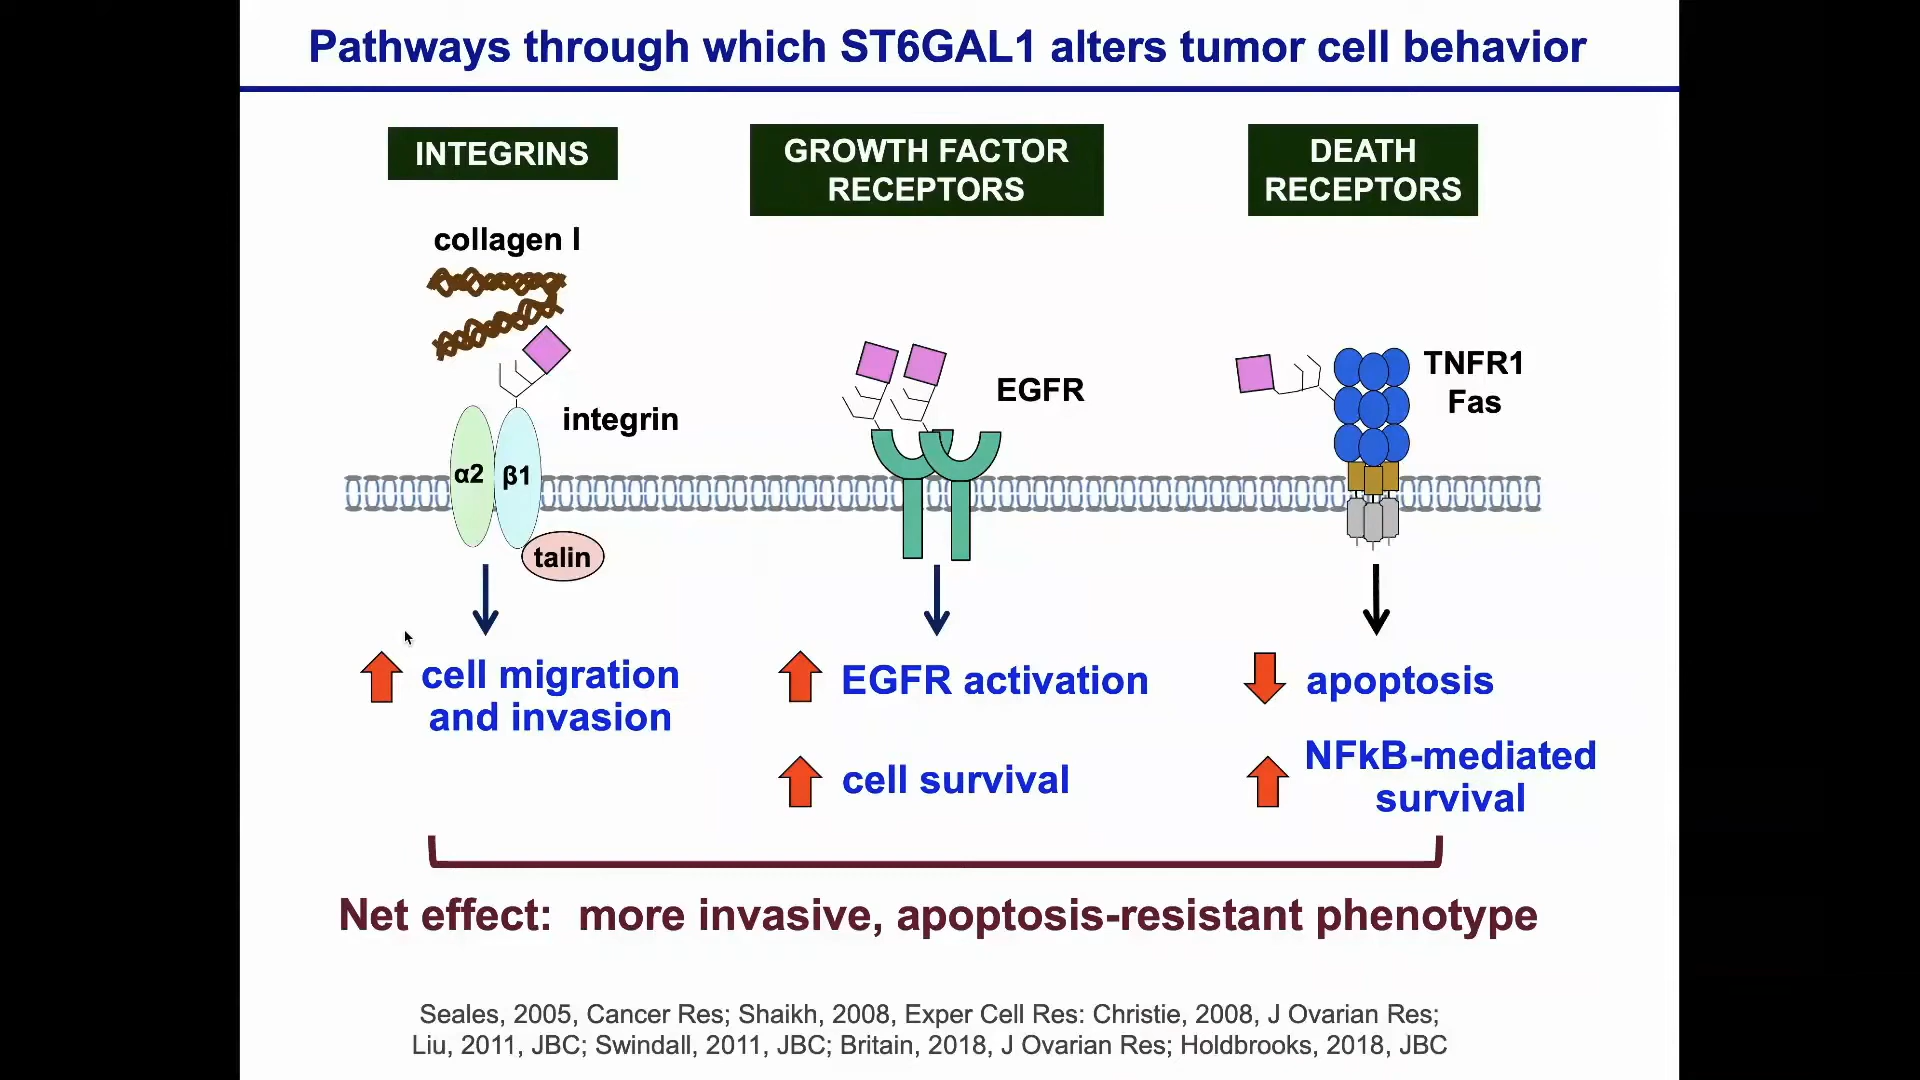 Pathways through which ST6GAL1 alters tumor cell behavior
INTEGRINS
collagen I
integrin
α2
β1
talin
cell migration
and invasion
GROWTH FACTOR
RECEPTORS
EGFR
EGFR activation
cell survival
DEATH
RECEPTORS
TNFR1
Fas
apoptosis
NFkB-mediated
survival
Net effect: more invasive, apoptosis-resistant phenotype
Seales, 2005, Cancer Res; Shaikh, 2008, Exper Cell Res: Christie, 2008, J Ovarian Res;
Liu, 2011, JBC; Swindall, 2011, JBC; Britain, 2018, J Ovarian Res; Holdbrooks, 2018, JBC